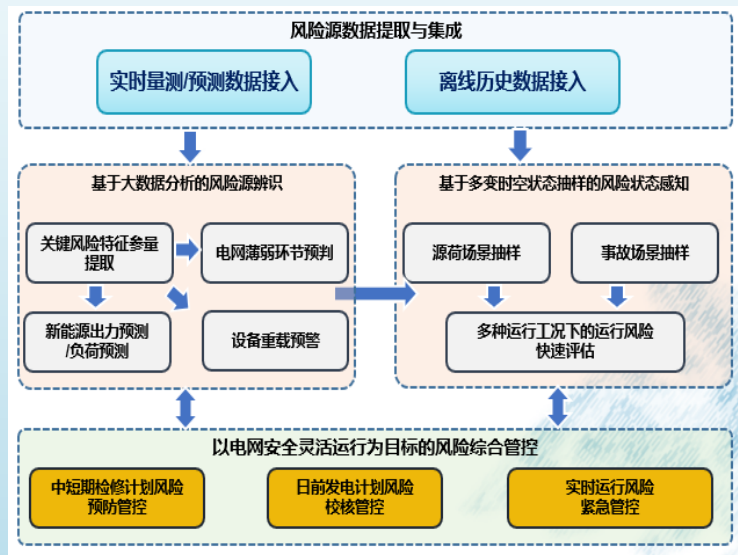 风险源数据提取与集成
实时量测/预测数据接入
离线历史数据接入
基于大数据分析的风险源辨识
关键风险特征参量
提取
电网薄弱环节预判
新能源出力预测
/负荷预测
设备重载预警
基于多变时空状态抽样的风险状态感知
源荷场景抽样
事故场景抽样
多种运行工况下的运行风险
快速评估
以电网安全灵活运行为目标的风险综合管控
中短期检修计划风险
预防管控
日前发电计划风险
校核管控
实时运行风险
紧急管控